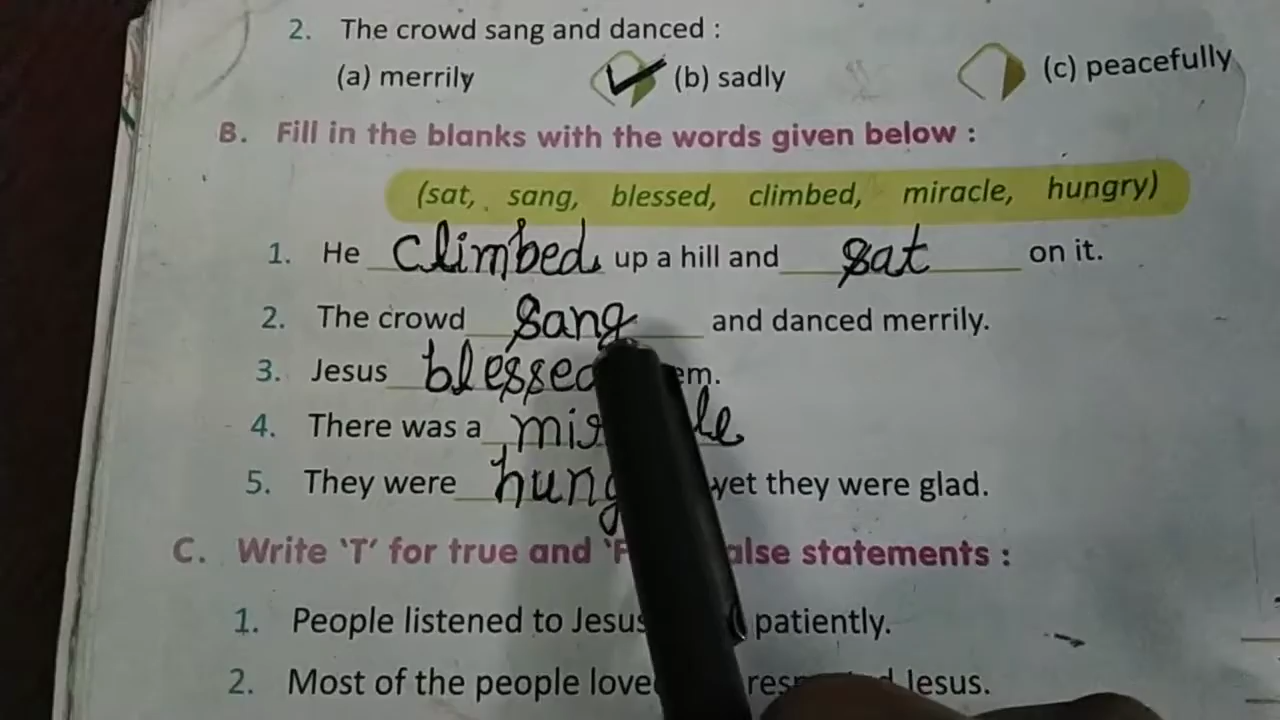 2. The crowd sang and danced :
(a) merrily (b) sadly (c) peacefully
B. Fill in the blanks with the words given below :
(sat, sang, blessed, climbed, miracle, hungry)
1. He climbed up a hill and sat on it.
2. The crowd sang and danced merrily.
3. Jesus blessed
4. There was a
5. They were yet they were glad.
C. Write 'T' for true and statements :
1. People listened to Jesus patiently.
2. Most of the people Jesus.